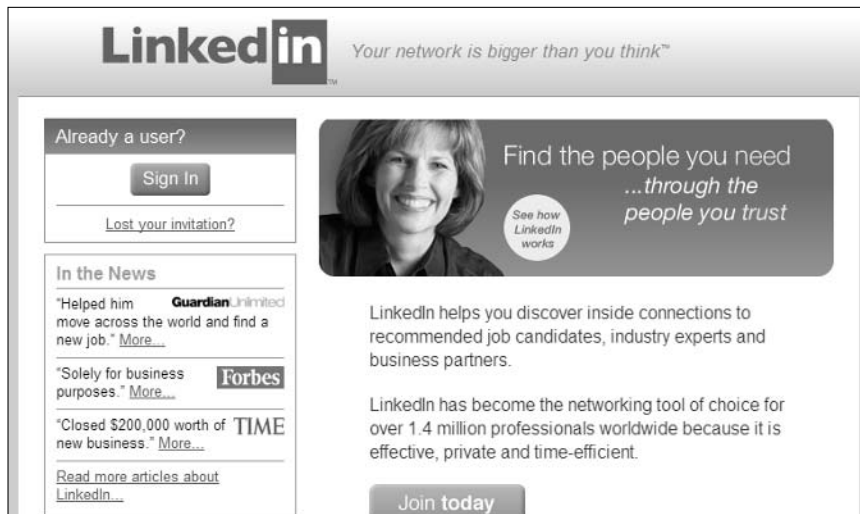 Linkedin™ Your network is bigger than you think™
Already a user?
Sign In
Lost your invitation?
In the News
"Helped him GuardianUnlimited
move across the world and find a
new job." More...
"Solely for business Forbes
purposes." More...
"Closed $200,000 worth of TIME
new business." More...
Read more articles about
LinkedIn...
Find the people you need
...through the
people you trust
See how
LinkedIn
works
LinkedIn helps you discover inside connections to
recommended job candidates, industry experts and
business partners.
LinkedIn has become the networking tool of choice for
over 1.4 million professionals worldwide because it is
effective, private and time-efficient.
Join today